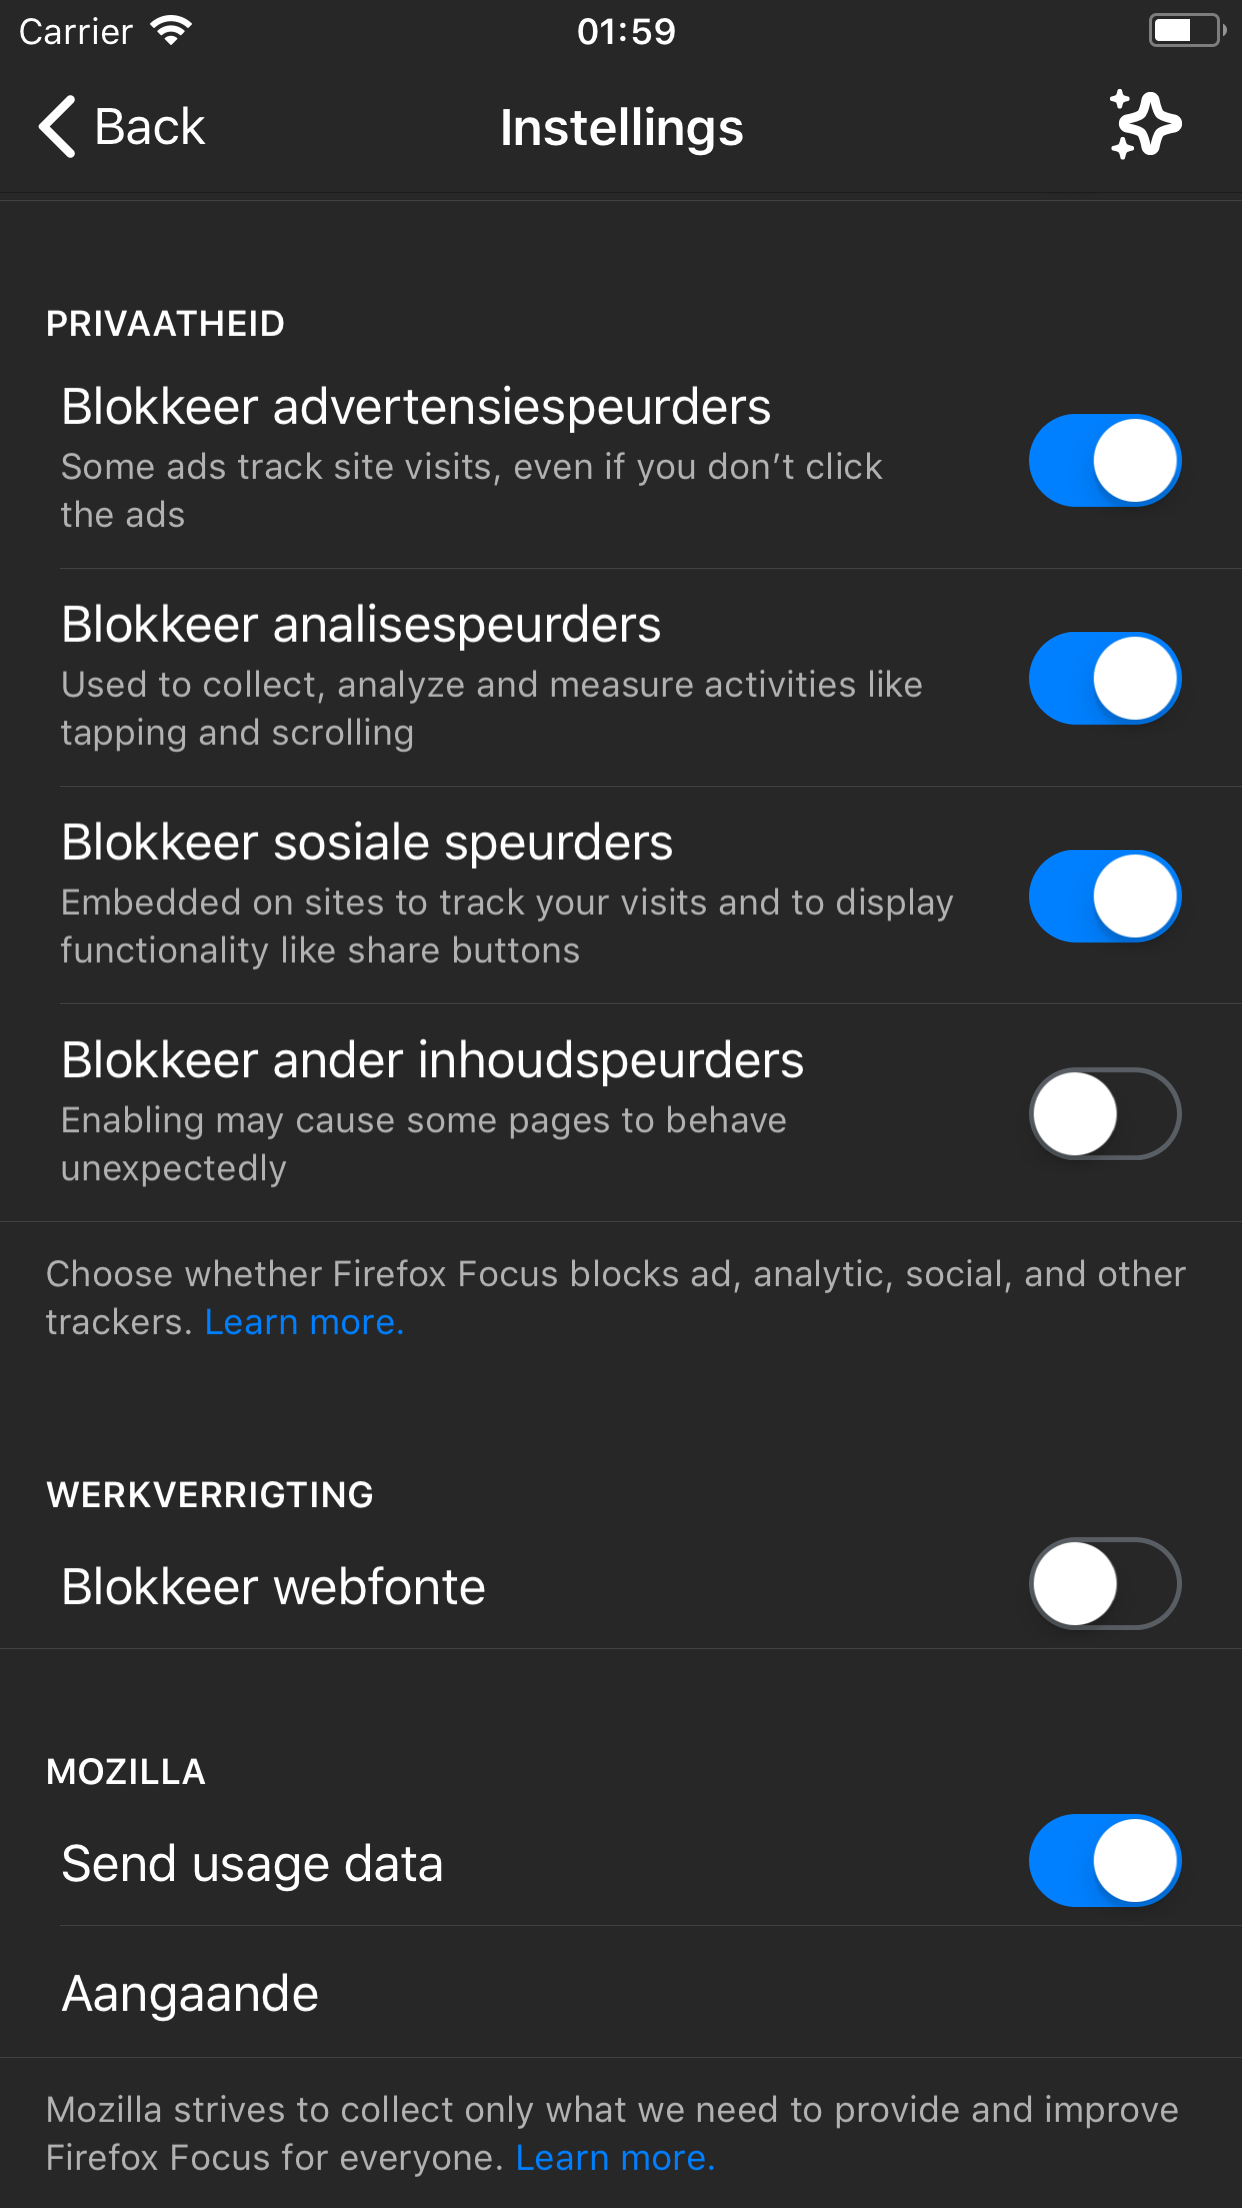 Carrier 01:59
Back Instellings
PRIVAATHEID
Blokkeer advertensiespeurders
Some ads track site visits, even if you don’t click
the ads
Blokkeer analisespeurders
Used to collect, analyze and measure activities like
tapping and scrolling
Blokkeer sosiale speurders
Embedded on sites to track your visits and to display
functionality like share buttons
Blokkeer ander inhoudspeurders
Enabling may cause some pages to behave
unexpectedly
Choose whether Firefox Focus blocks ad, analytic, social, and other
trackers. Learn more.
WERKVERRIGTING
Blokkeer webfonte
MOZILLA
Send usage data
Aangaande
Mozilla strives to collect only what we need to provide and improve
Firefox Focus for everyone. Learn more.